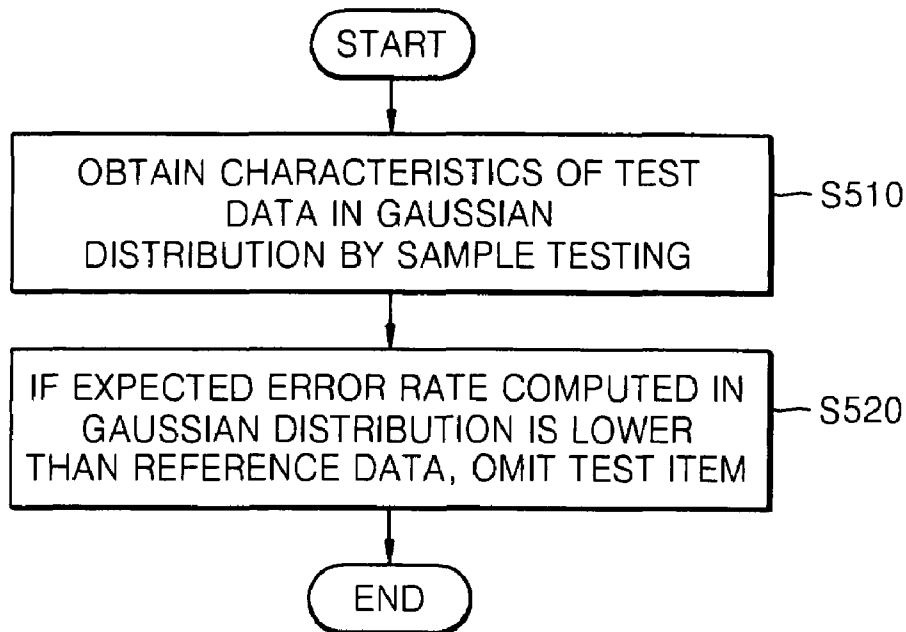 START
OBTAIN CHARACTERISTICS OF TEST
DATA IN GAUSSIAN
DISTRIBUTION BY SAMPLE TESTING
S510
IF EXPECTED ERROR RATE COMPUTED IN
GAUSSIAN DISTRIBUTION IS LOWER
THAN REFERENCE DATA, OMIT TEST ITEM
S520
END